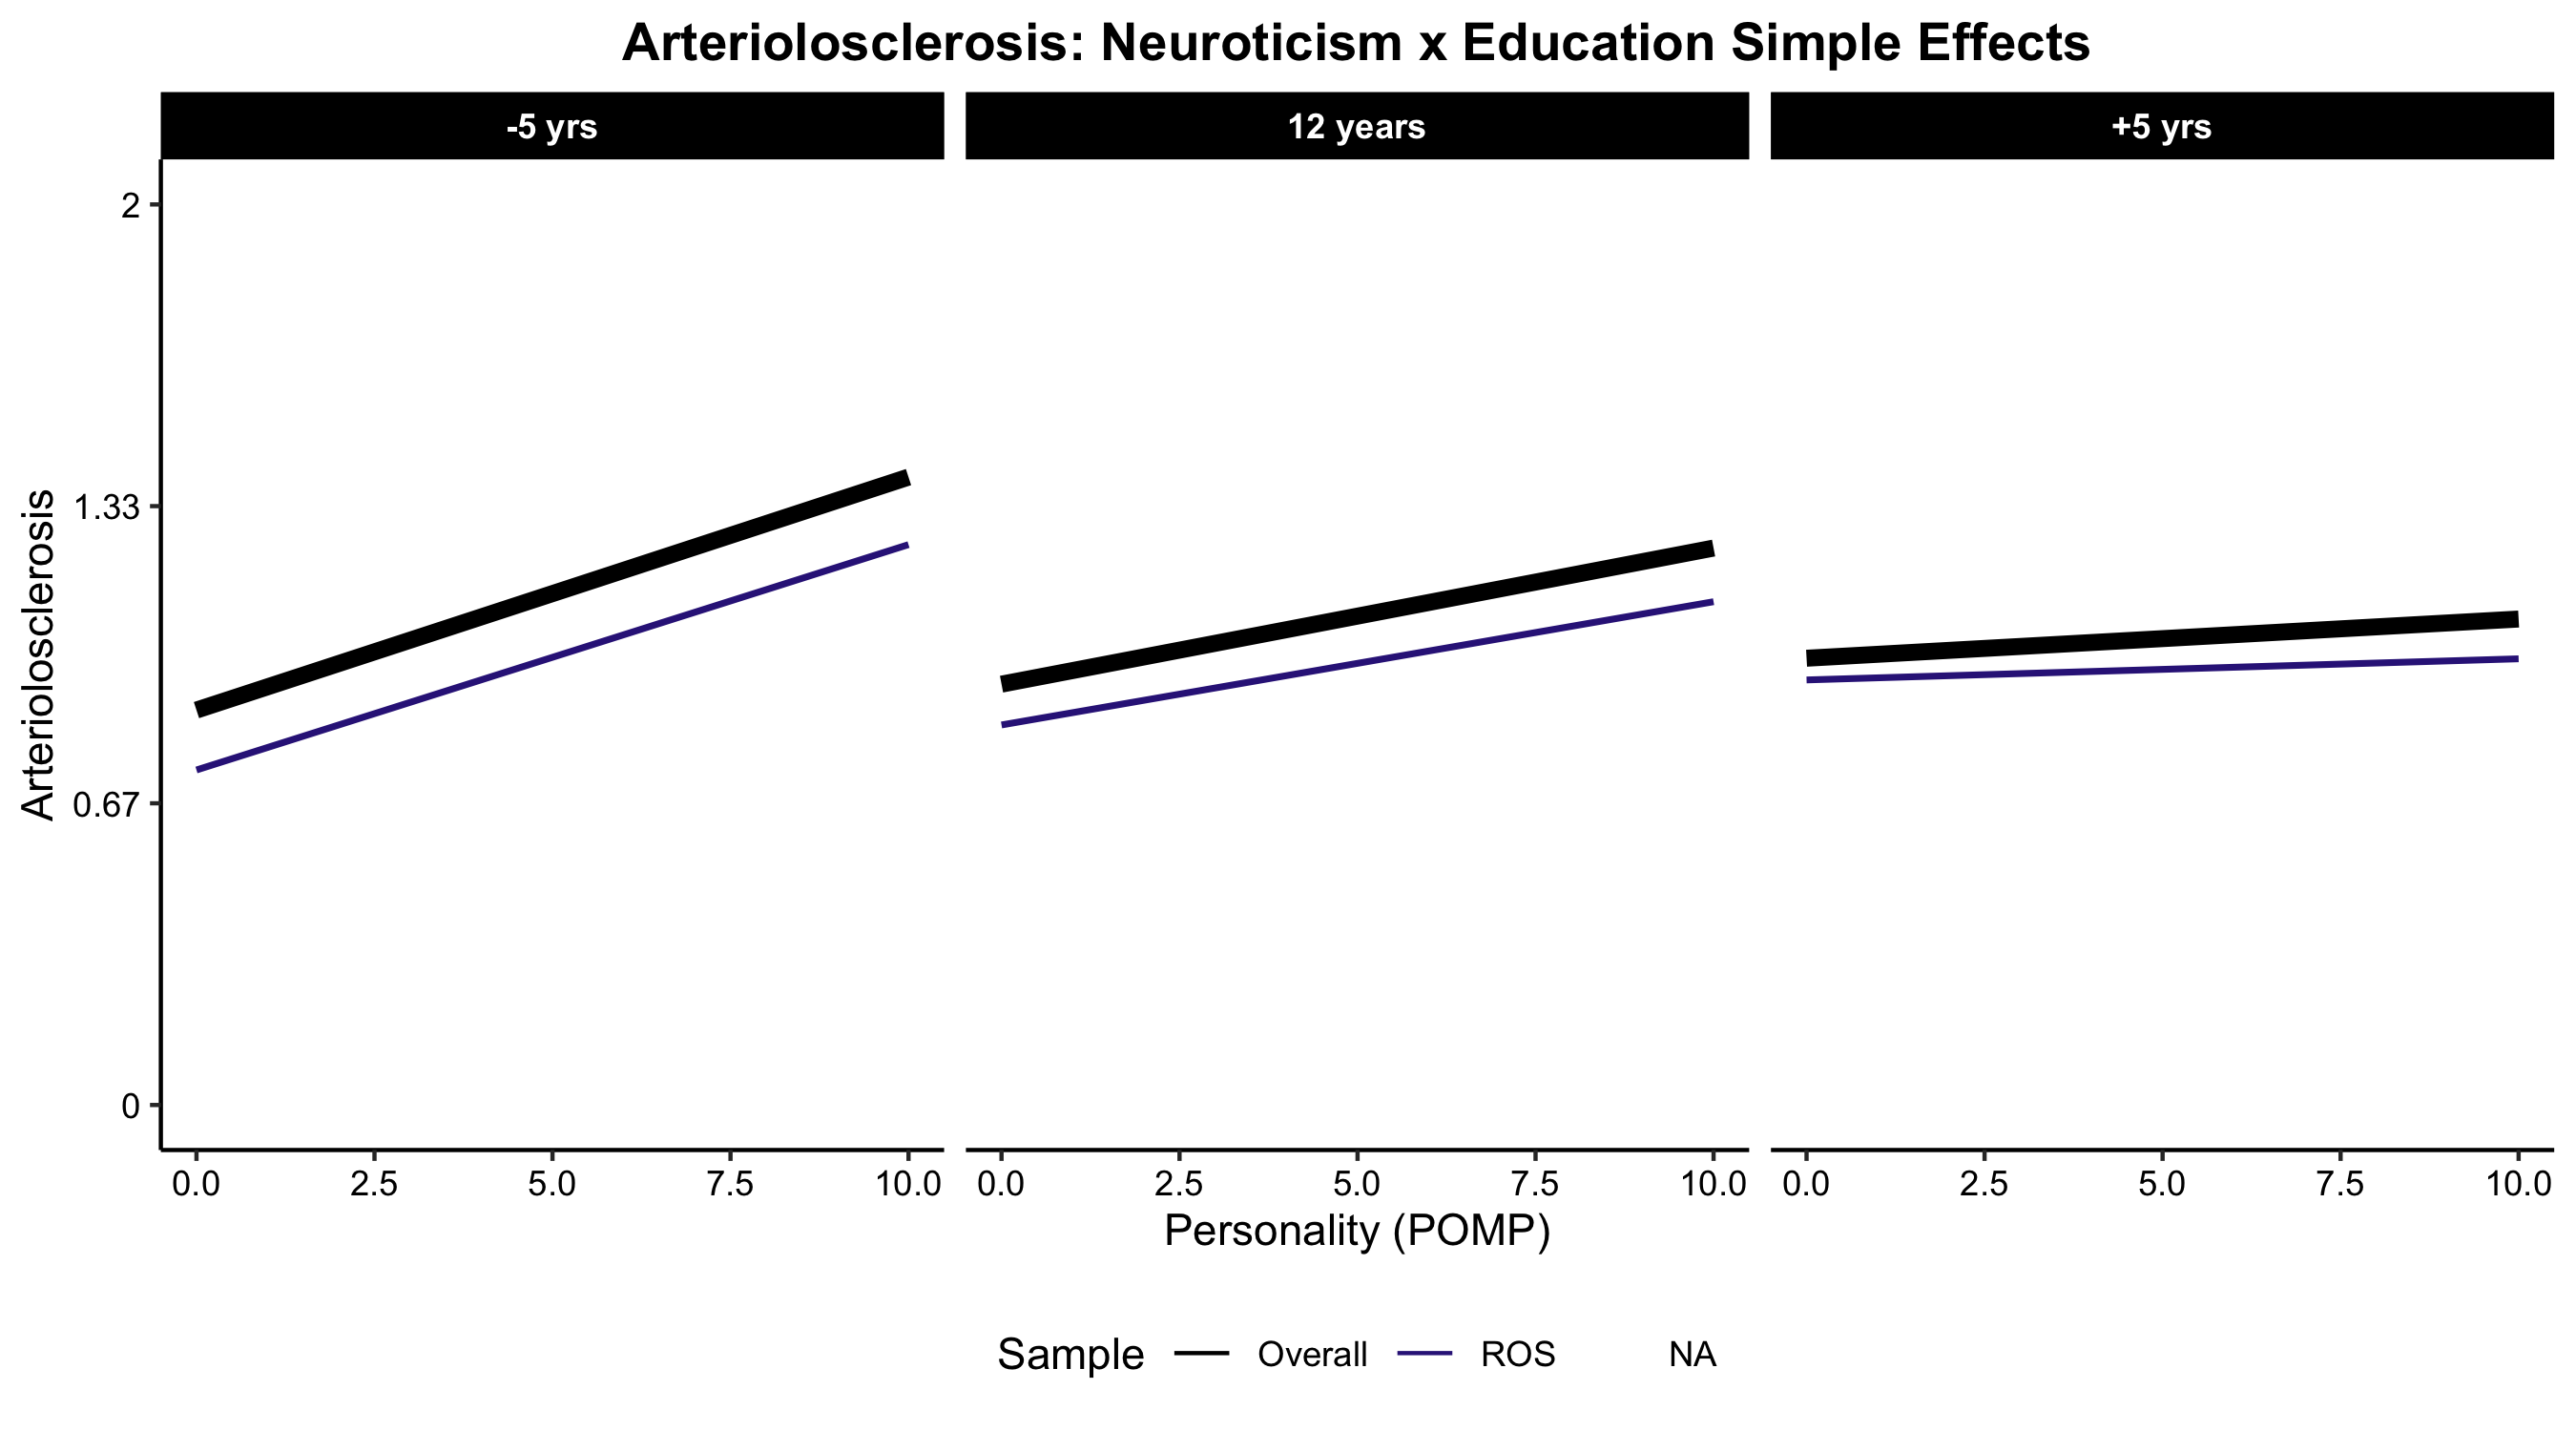 Arteriolosclerosis: Neuroticism x Education Simple Effects
-5 yrs
12 years
+5 yrs
2
1.33
0.67
0
Arteriolosclerosis
0.0 2.5 5.0 7.5 10.0
0.0 2.5 5.0 7.5 10.0
0.0 2.5 5.0 7.5 10.0
Personality (POMP)
Sample Overall ROS NA